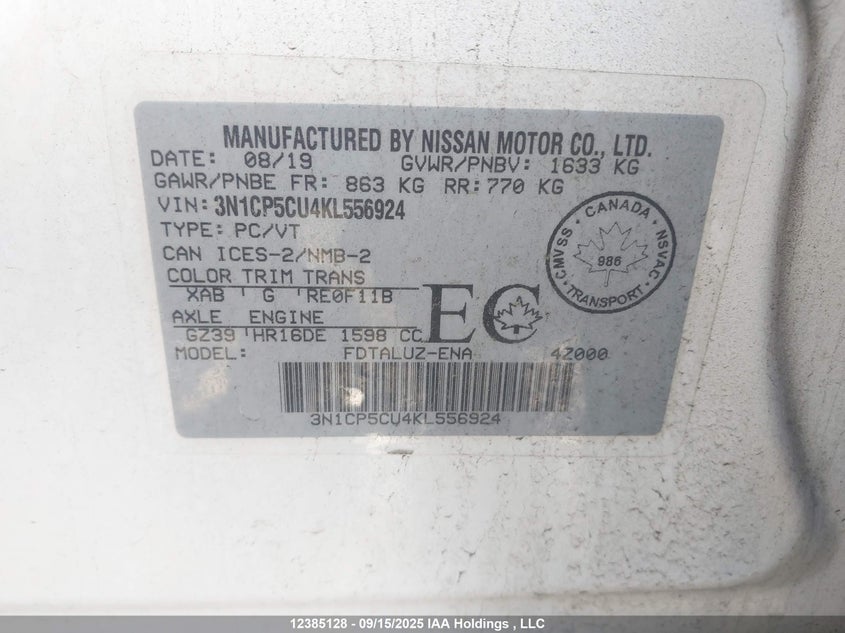 MANUFACTURED BY NISSAN MOTOR CO., LTD.
DATE: 08/19 GVWR/PNBV: 1633 KG
GAWR/PNBE FR: 863 KG RR: 770 KG
VIN: 3N1CP5CU4KL556924
TYPE: PC/VT
CAN ICES-2/NMB-2
COLOR TRIM TRANS
XAB G RE0F11B
AXLE ENGINE
GZ39 HR16DE 1598 CC
MODEL: FDTALUZ-ENA 4Z000
EC
CANADA
CMVSS 986 NSVAC
TRANSPORT
3N1CP5CU4KL556924
12385128 - 09/15/2025 IAA Holdings , LLC